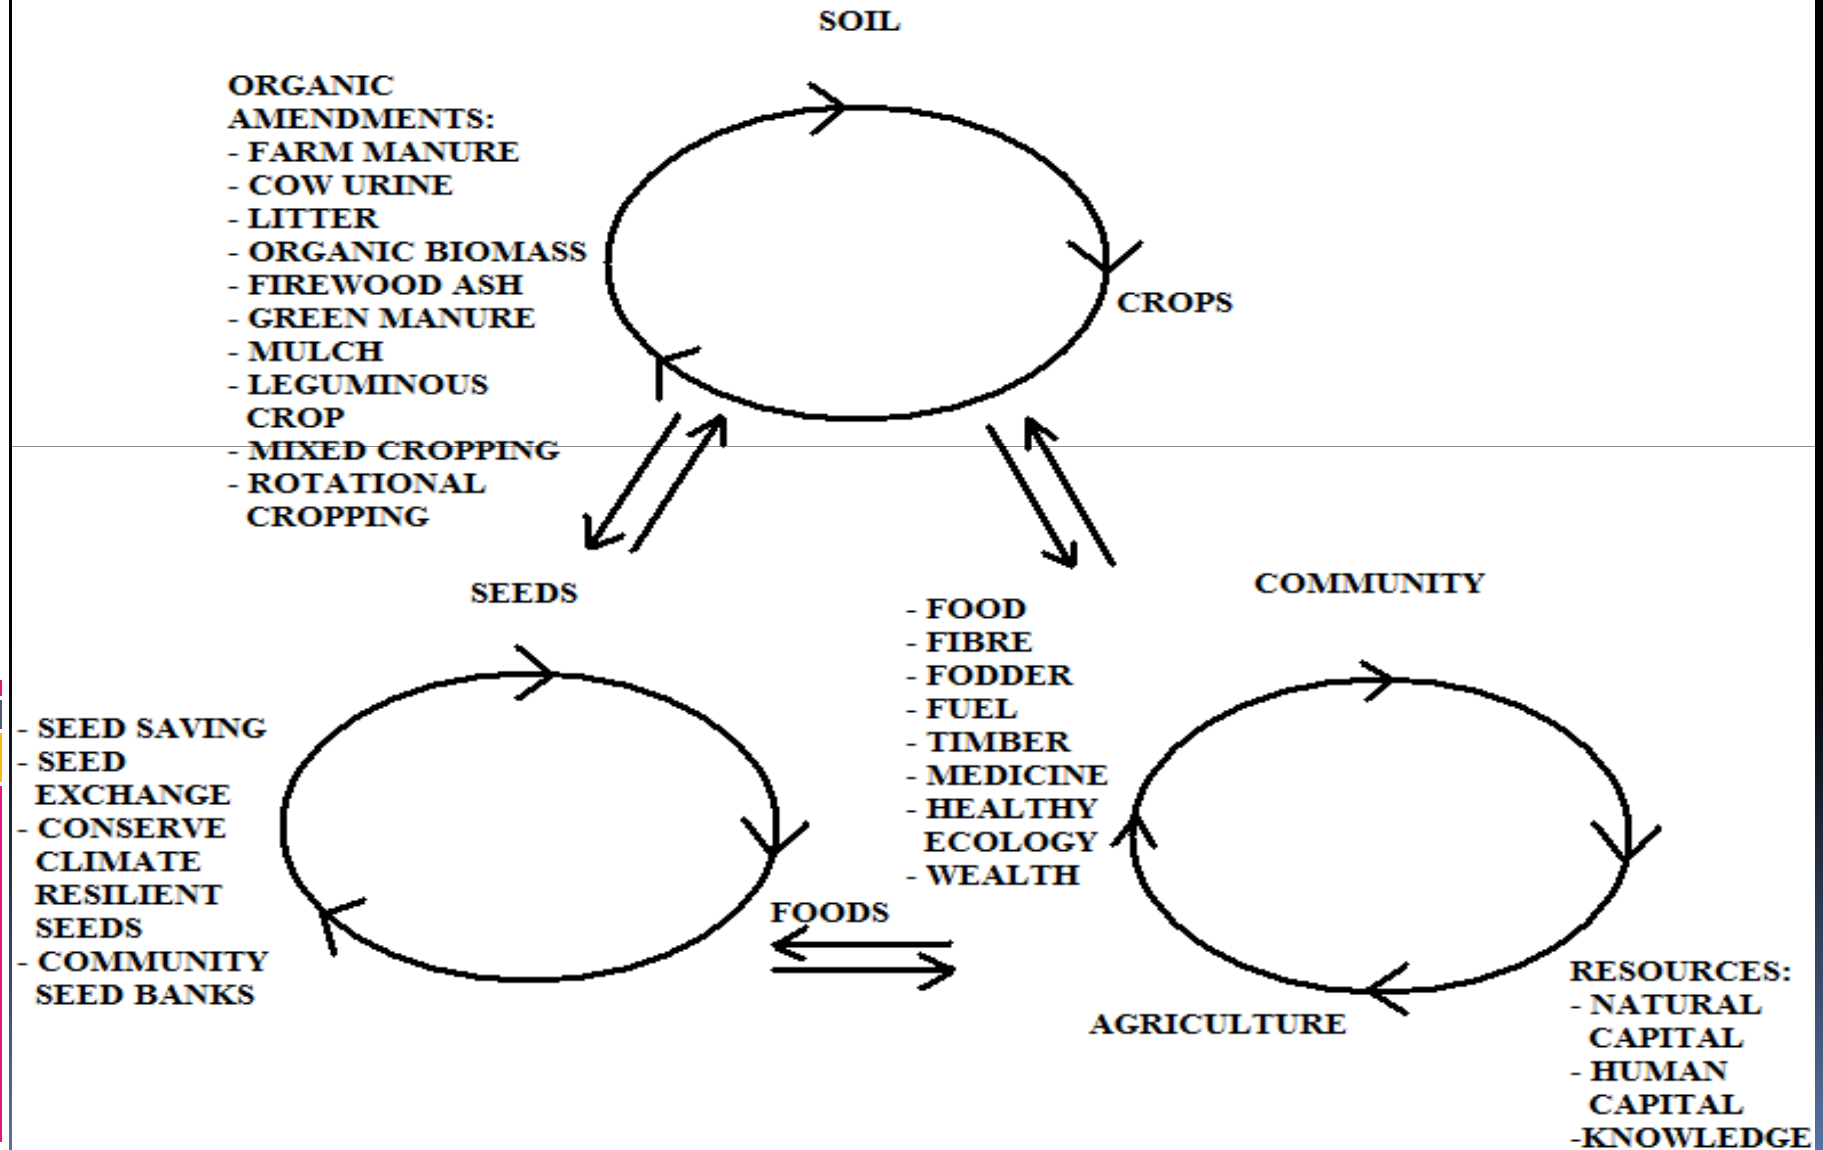 SOIL
ORGANIC
AMENDMENTS:
- FARM MANURE
- COW URINE
- LITTER
- ORGANIC BIOMASS
- FIREWOOD ASH
- GREEN MANURE
- MULCH
- LEGUMINOUS
CROP
- MIXED CROPPING
- ROTATIONAL
CROPPING
CROPS
SEEDS
- SEED SAVING
- SEED
EXCHANGE
- CONSERVE
CLIMATE
RESILIENT
SEEDS
- COMMUNITY
SEED BANKS
FOODS
COMMUNITY
- FOOD
- FIBRE
- FODDER
- FUEL
- TIMBER
- MEDICINE
- HEALTHY
ECOLOGY
- WEALTH
AGRICULTURE
RESOURCES:
- NATURAL
CAPITAL
- HUMAN
CAPITAL
-KNOWLEDGE